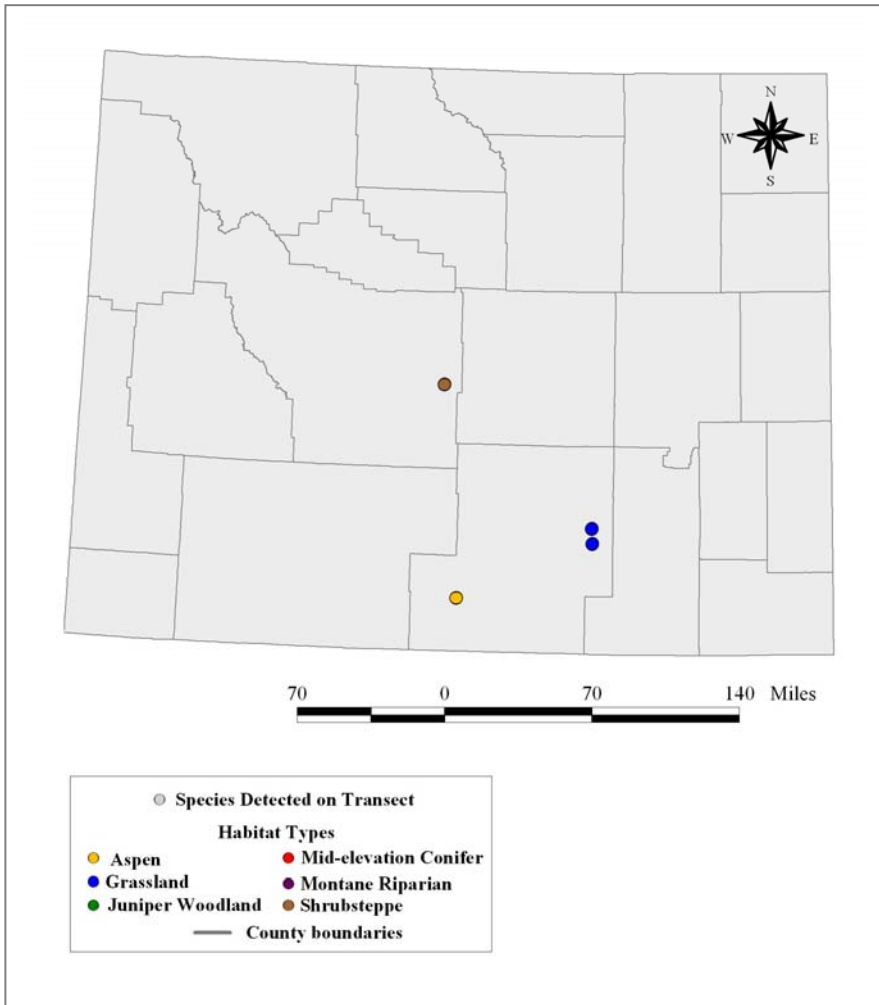 N
W E
S
70 0 70 140 Miles
Species Detected on Transect
Habitat Types
Aspen Mid-elevation Conifer
Grassland Montane Riparian
Juniper Woodland Shrubsteppe
County boundaries